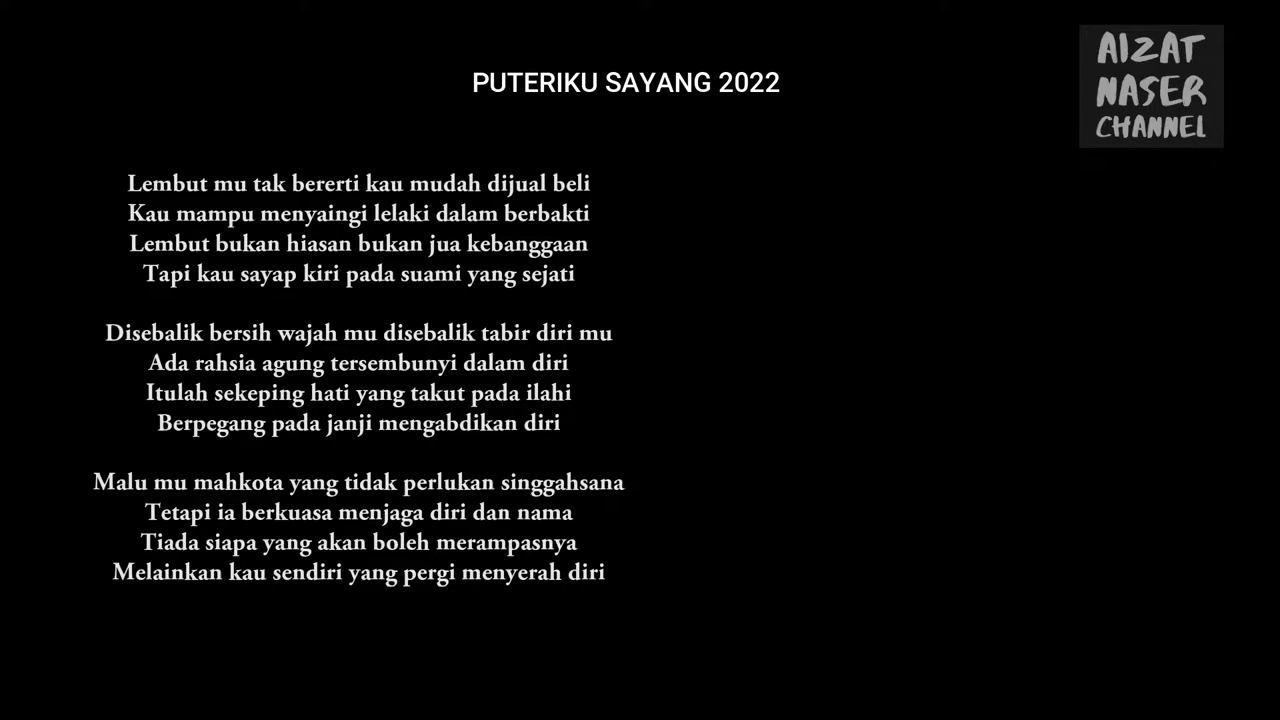 PUTERIKU SAYANG 2022
AIZAT
NASER
CHANNEL
Lembut mu tak bererti kau mudah dijual beli
Kau mampu menyaingi lelaki dalam berbakti
Lembut bukan hiasan bukan jua kebanggaan
Tapi kau sayap kiri pada suami yang sejati
Disebalik bersih wajah mu disebalik tabir diri mu
Ada rahsia agung tersembunyi dalam diri
Itulah sekeping hati yang takut pada ilahi
Berpegang pada janji mengabdikan diri
Malu mu mahkota yang tidak perlukan singgahsana
Tetapi ia berkuasa menjaga diri dan nama
Tiada siapa yang akan boleh merampasnya
Melainkan kau sendiri yang pergi menyerah diri